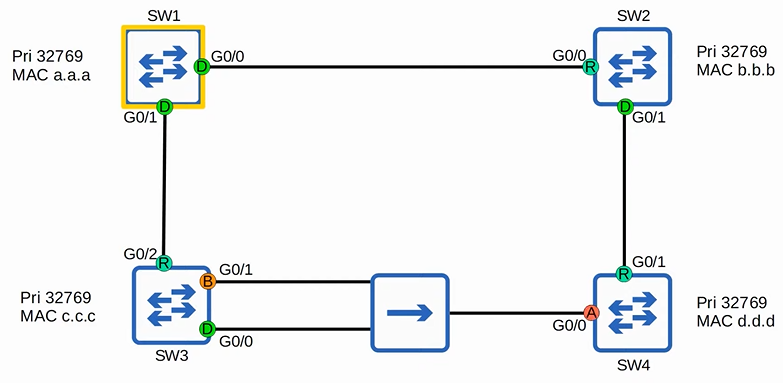 SW1
SW2
Pri 32769
MAC a.a.a
D
G0/0
G0/0
R
Pri 32769
MAC b.b.b
D
G0/1
D
G0/1
G0/2
R
G0/1
R
B
G0/1
Pri 32769
MAC c.c.c
D
G0/0
SW3
A
G0/0
Pri 32769
MAC d.d.d
SW4